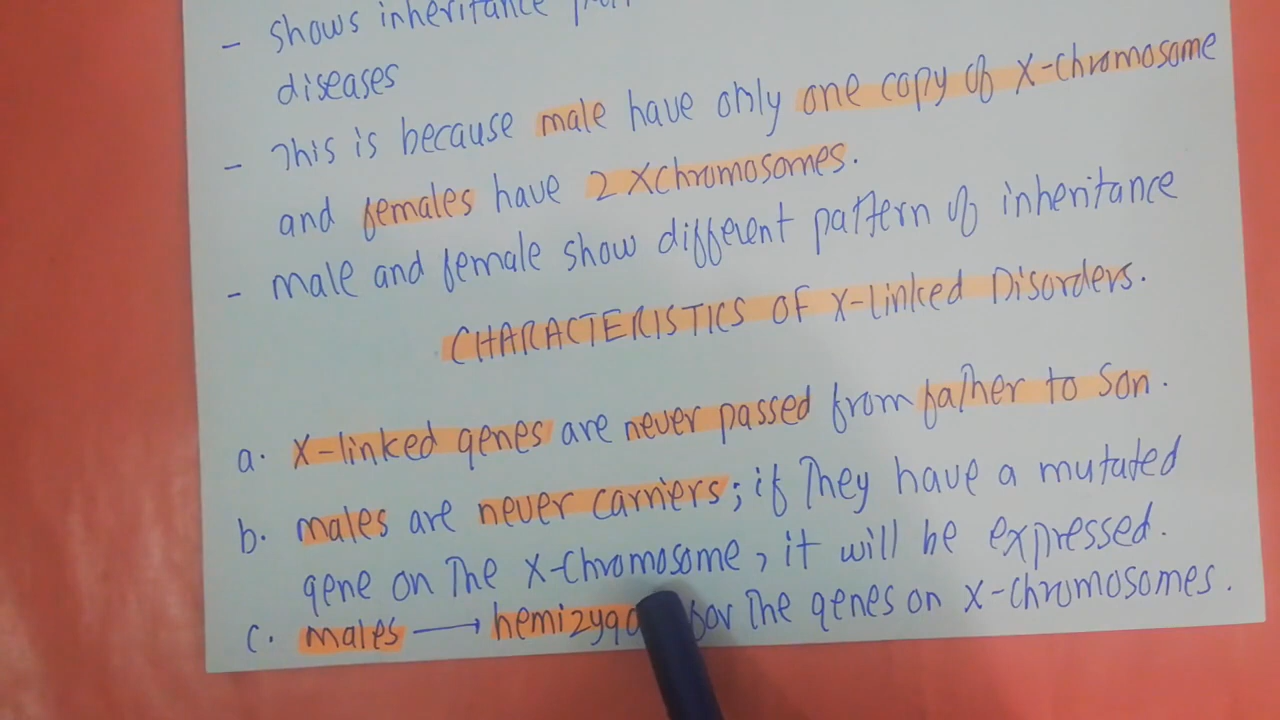 - shows inheritance
diseases
- This is because male have only one copy of X-chromosome
and females have 2 Xchromosomes.
- male and female show different pattern of inheritance
CHARACTERISTICS OF X-linked Disorders.
a. X-linked genes are never passed from father to son.
b. males are never carriers; if They have a mutated
gene on The X-Chromosome, it will be expressed.
c. males → for The genes on X-chromosomes.